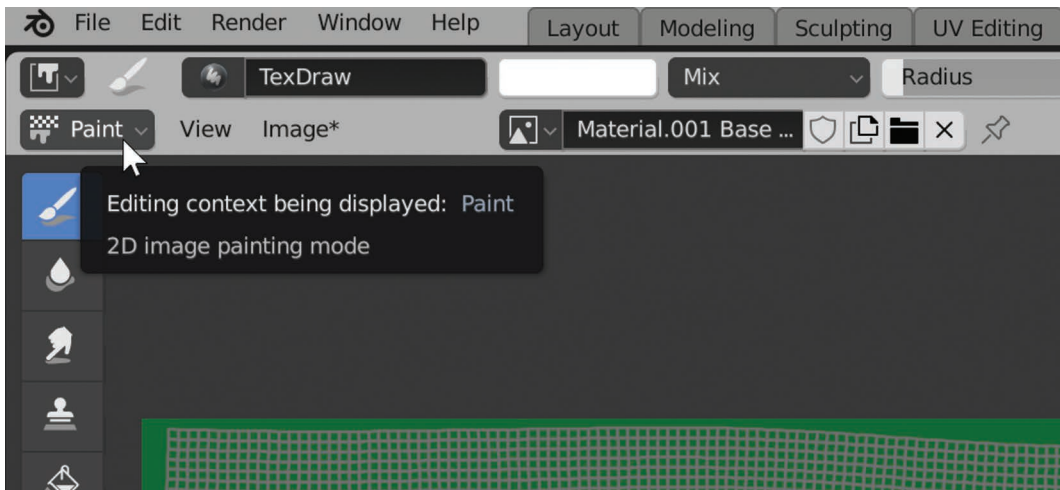 File Edit Render Window Help Layout Modeling Sculpting UV Editing
TexDraw Mix Radius
Paint View Image* Material.001 Base ...
Editing context being displayed: Paint
2D image painting mode